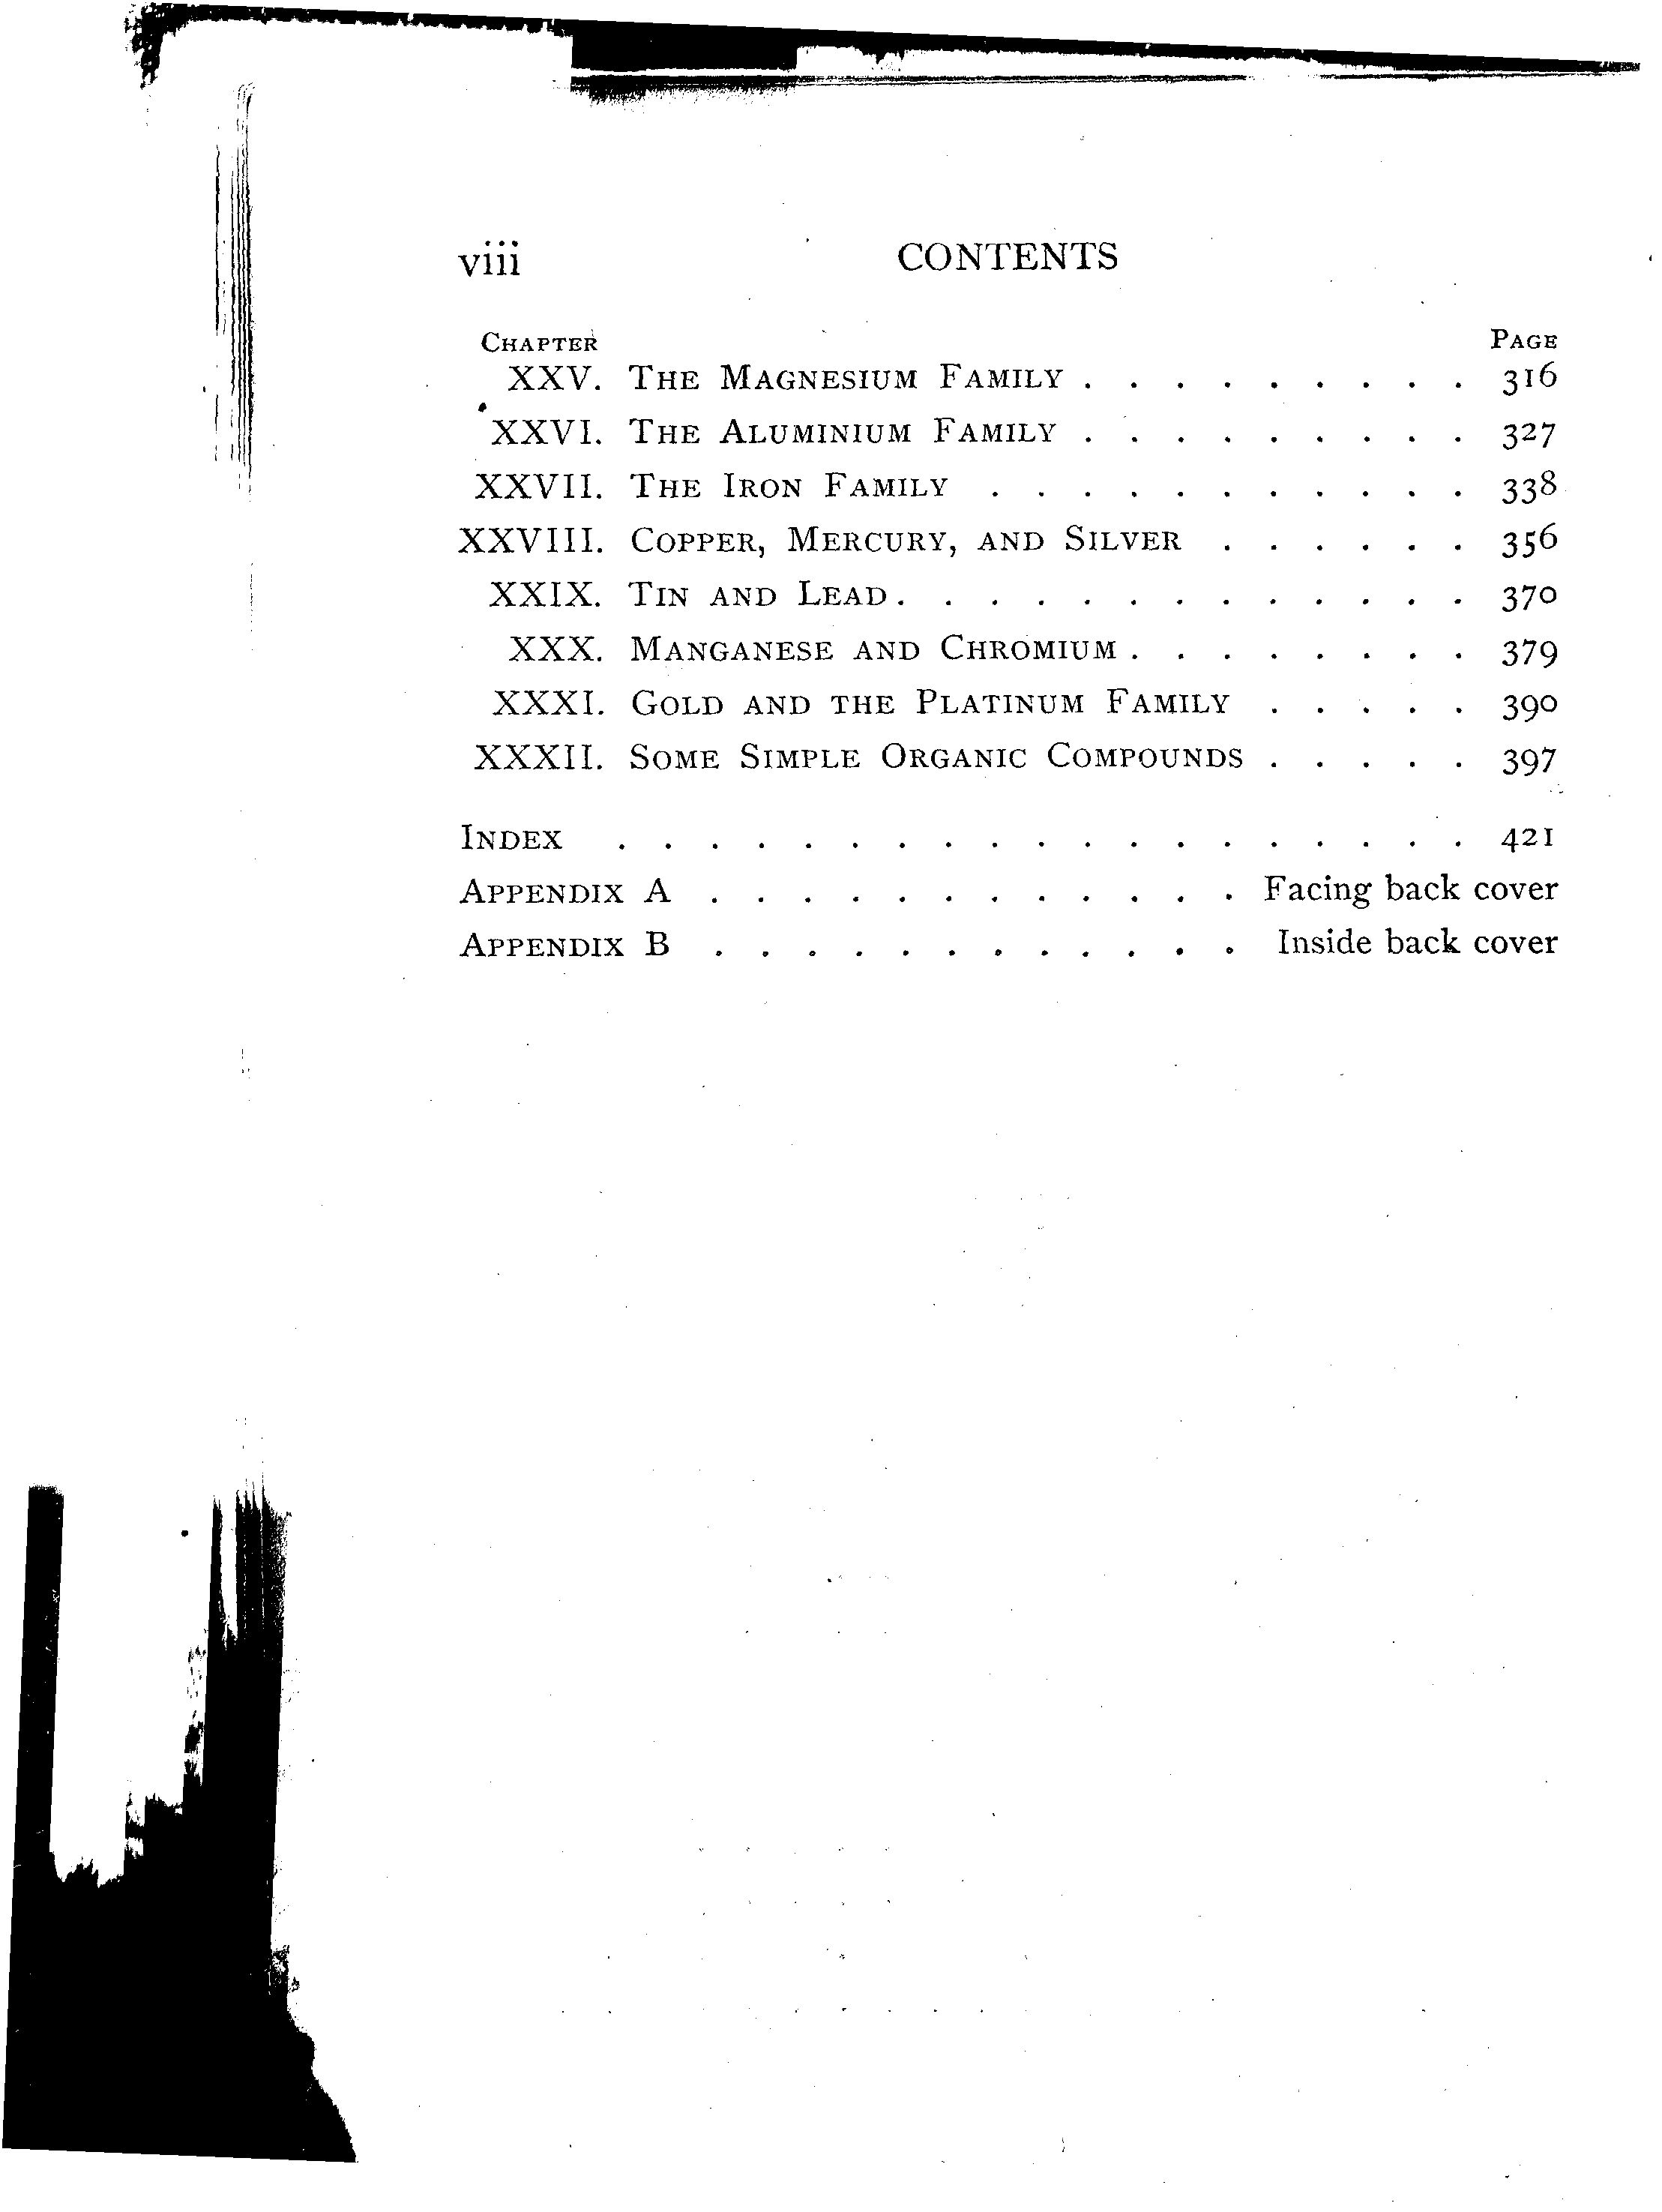 viii CONTENTS
CHAPTER PAGE
XXV. THE MAGNESIUM FAMILY . . . . . . . . . 316
XXVI. THE ALUMINIUM FAMILY . . . . . . . . . 327
XXVII. THE IRON FAMILY . . . . . . . . . . . 338
XXVIII. COPPER, MERCURY, AND SILVER . . . . . . 356
XXIX. TIN AND LEAD . . . . . . . . . . . . . 370
XXX. MANGANESE AND CHROMIUM . . . . . . . . 379
XXXI. GOLD AND THE PLATINUM FAMILY . . . . . 390
XXXII. SOME SIMPLE ORGANIC COMPOUNDS . . . . . 397
INDEX . . . . . . . . . . . . . . . . . . . 421
APPENDIX A . . . . . . . . . . . . Facing back cover
APPENDIX B . . . . . . . . . . . . Inside back cover